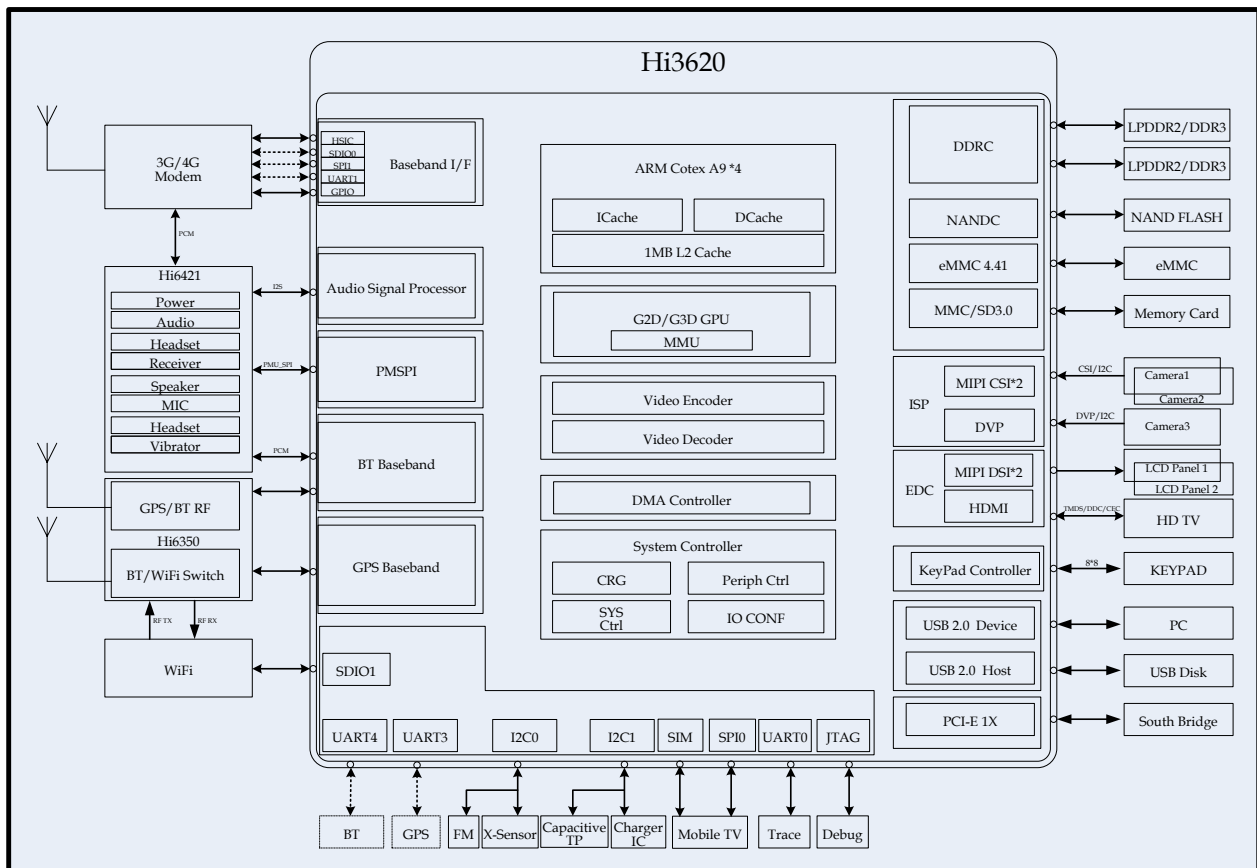 Hi3620
3G/4G
Modem
HSIC
SDIO0
SPI1
UART1
GPIO
Baseband I/F
PCM
Hi6421
Power
Audio
Headset
Receiver
Speaker
MIC
Headset
Vibrator
I2S
Audio Signal Processor
PMU_SPI
PMSPI
PCM
BT Baseband
GPS/BT RF
Hi6350
BT/WiFi Switch
GPS Baseband
RF TX
RF RX
WiFi
SDIO1
ARM Cotex A9 *4
ICache
DCache
1MB L2 Cache
G2D/G3D GPU
MMU
Video Encoder
Video Decoder
DMA Controller
System Controller
CRG
Periph Ctrl
SYS
Ctrl
IO CONF
DDRC
NANDC
eMMC 4.41
MMC/SD3.0
ISP
MIPI CSI*2
DVP
EDC
MIPI DSI*2
HDMI
KeyPad Controller
USB 2.0 Device
USB 2.0 Host
PCI-E 1X
LPDDR2/DDR3
LPDDR2/DDR3
NAND FLASH
eMMC
Memory Card
CSI/I2C
Camera1
Camera2
DVP/I2C
Camera3
LCD Panel 1
LCD Panel 2
TMDS/DDC/CEC
HD TV
8*8
KEYPAD
PC
USB Disk
South Bridge
UART4
UART3
I2C0
I2C1
SIM
SPI0
UART0
JTAG
BT
GPS
FM
X-Sensor
Capacitive
TP
Charger
IC
Mobile TV
Trace
Debug